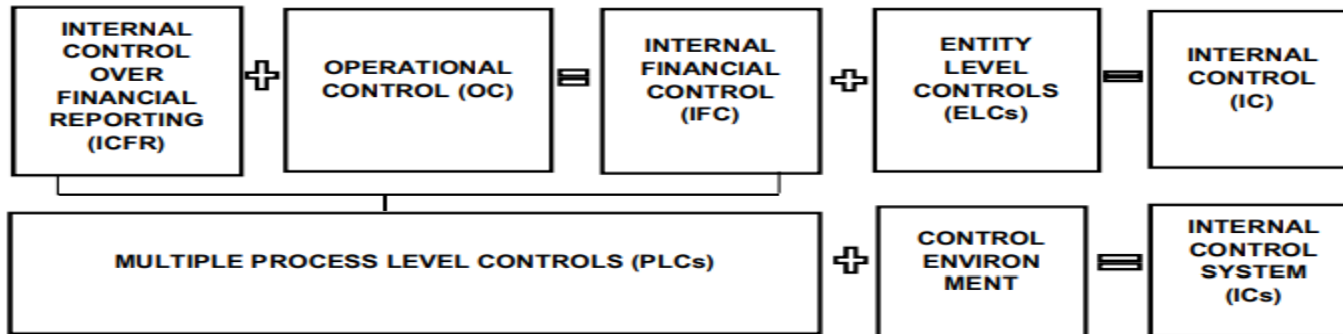 INTERNAL
CONTROL
OVER
FINANCIAL
REPORTING
(ICFR)
+
OPERATIONAL
CONTROL (OC)
=
INTERNAL
FINANCIAL
CONTROL
(IFC)
+
ENTITY
LEVEL
CONTROLS
(ELCs)
=
INTERNAL
CONTROL
(IC)
MULTIPLE PROCESS LEVEL CONTROLS (PLCs)
+
CONTROL
ENVIRON
MENT
=
INTERNAL
CONTROL
SYSTEM
(ICs)